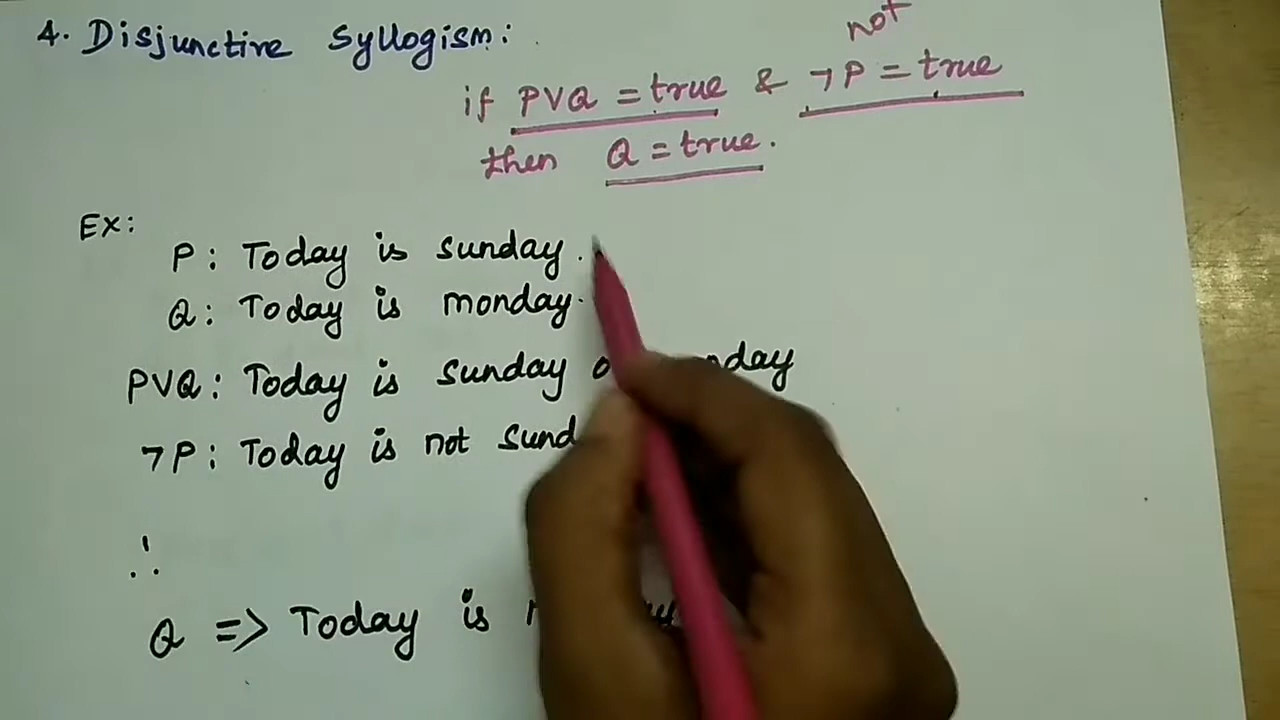 4. Disjunctive Syllogism:
not
if PVQ = true & ¬P = true
then Q = true.
Ex:
P: Today is sunday.
Q: Today is monday.
PVQ: Today is sunday
¬P: Today is not
∴
Q => Today is